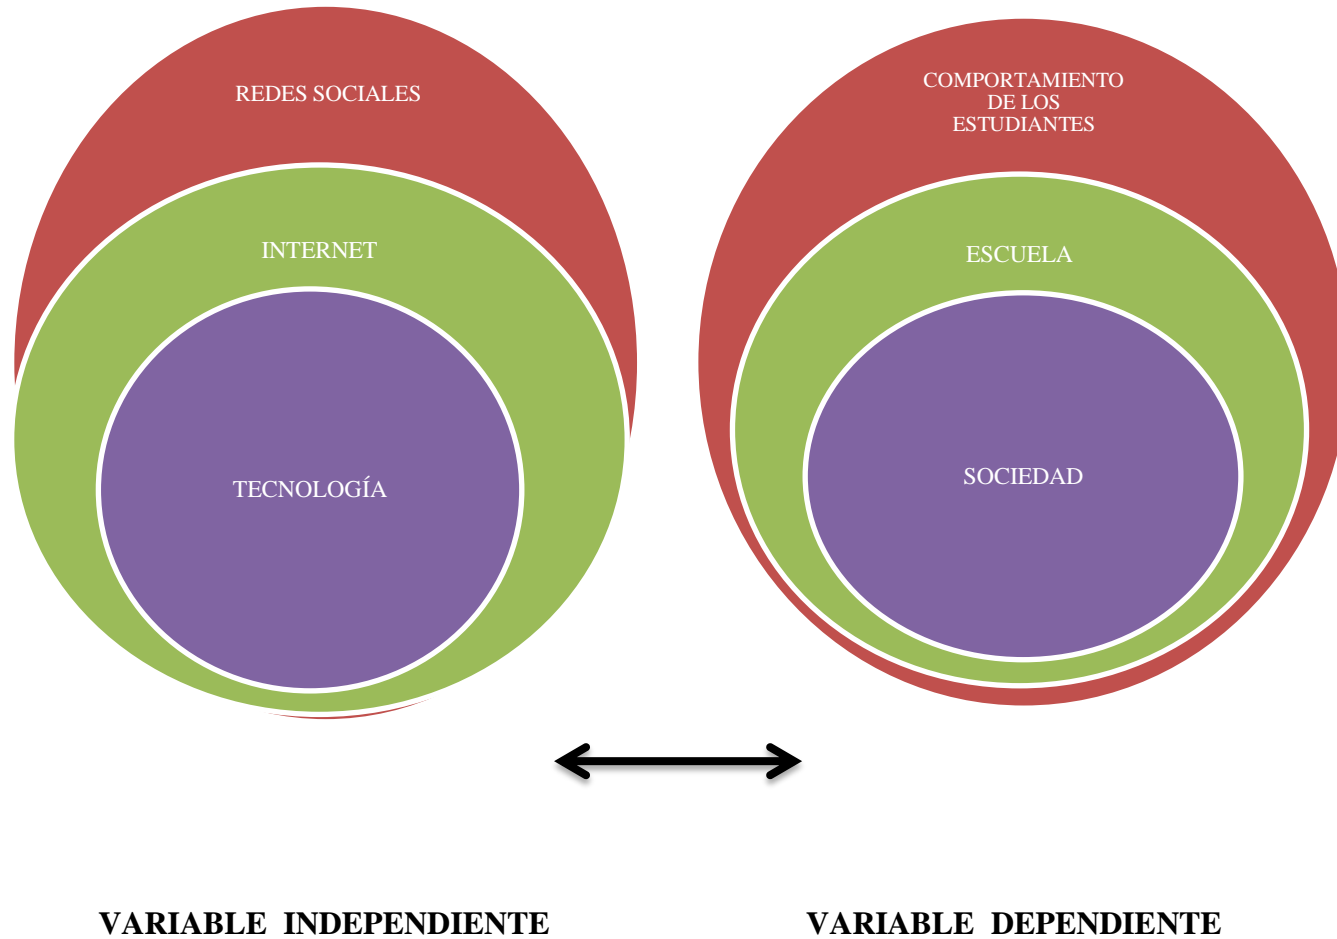 REDES SOCIALES
INTERNET
TECNOLOGÍA
COMPORTAMIENTO
DE LOS
ESTUDIANTES
ESCUELA
SOCIEDAD
VARIABLE INDEPENDIENTE
VARIABLE DEPENDIENTE